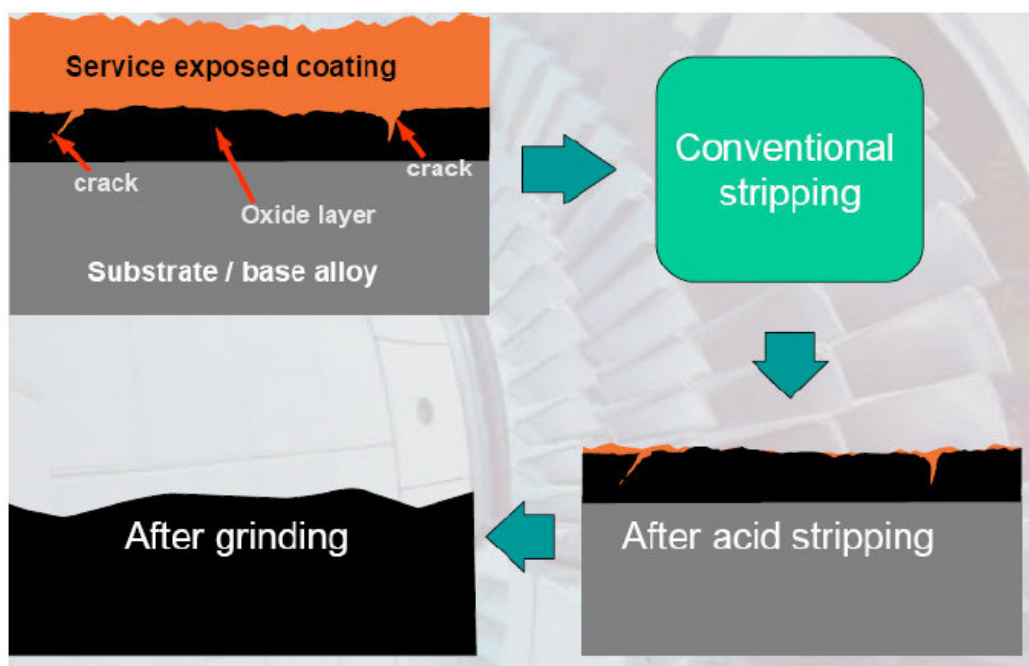 Service exposed coating
crack
crack
Oxide layer
Substrate / base alloy
Conventional
stripping
After acid stripping
After grinding